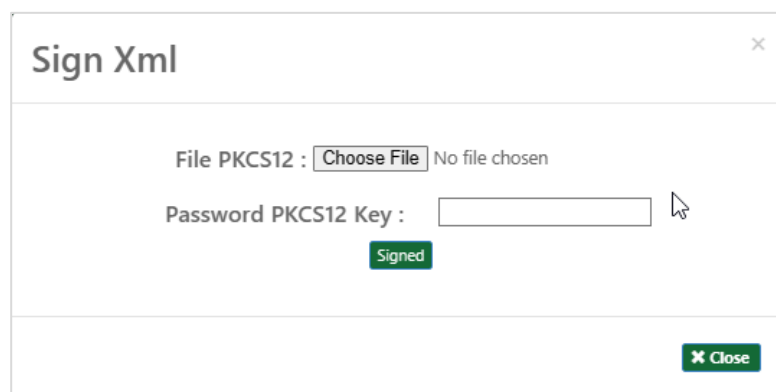 Sign Xml
×
File PKCS12 : Choose File No file chosen
Password PKCS12 Key :
Signed
✖ Close